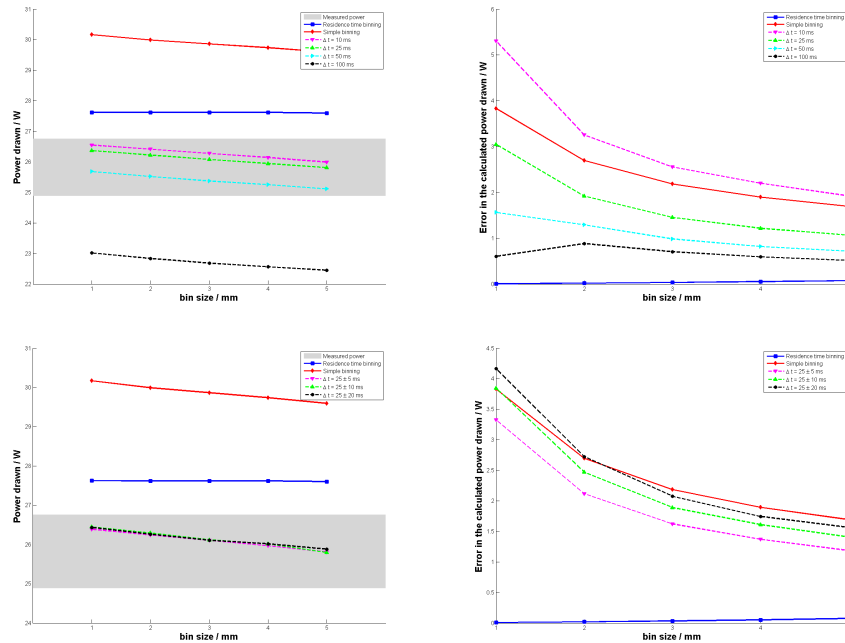 31
30
29
28
27
26
25
24
23
22
Power drawn / W
1
2
3
4
5
bin size / mm
Measured power
Residence time binning
Simple binning
Δ t = 10 ms
Δ t = 25 ms
Δ t = 50 ms
Δ t = 100 ms
6
5
4
3
2
1
0
Error in the calculated power drawn / W
1
2
3
4
bin size / mm
Residence time binning
Simple binning
Δ t = 10 ms
Δ t = 25 ms
Δ t = 50 ms
Δ t = 100 ms
31
30
29
28
27
26
25
24
Power drawn / W
1
2
3
4
5
bin size / mm
Measured power
Residence time binning
Simple binning
Δ t = 25 ± 5 ms
Δ t = 25 ± 10 ms
Δ t = 25 ± 20 ms
4.5
4
3.5
3
2.5
2
1.5
1
0.5
0
Error in the calculated power drawn / W
1
2
3
4
bin size / mm
Residence time binning
Simple binning
Δ t = 25 ± 5 ms
Δ t = 25 ± 10 ms
Δ t = 25 ± 20 ms